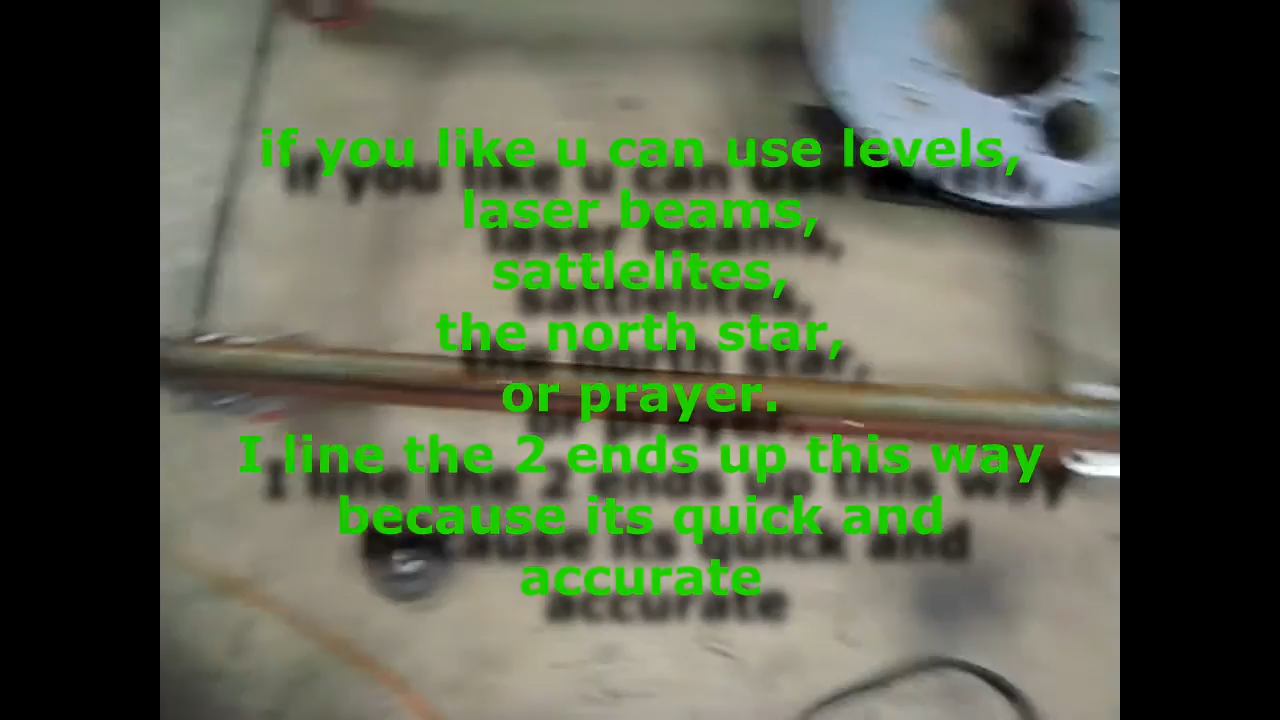 if you like u can use levels,
laser beams,
sattlelites,
the north star,
or prayer.
I line the 2 ends up this way
because its quick and
accurate